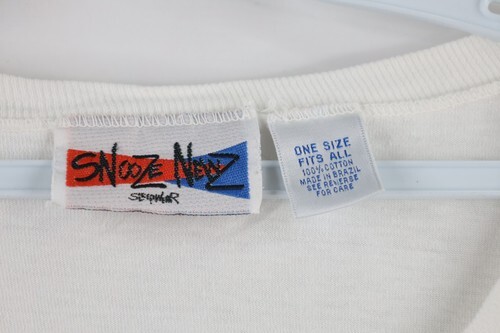 SNOOZE NEWZ
ONE SIZE
FITS ALL
100% COTTON
MADE IN BRAZIL
SEE REVERSE
FOR CARE